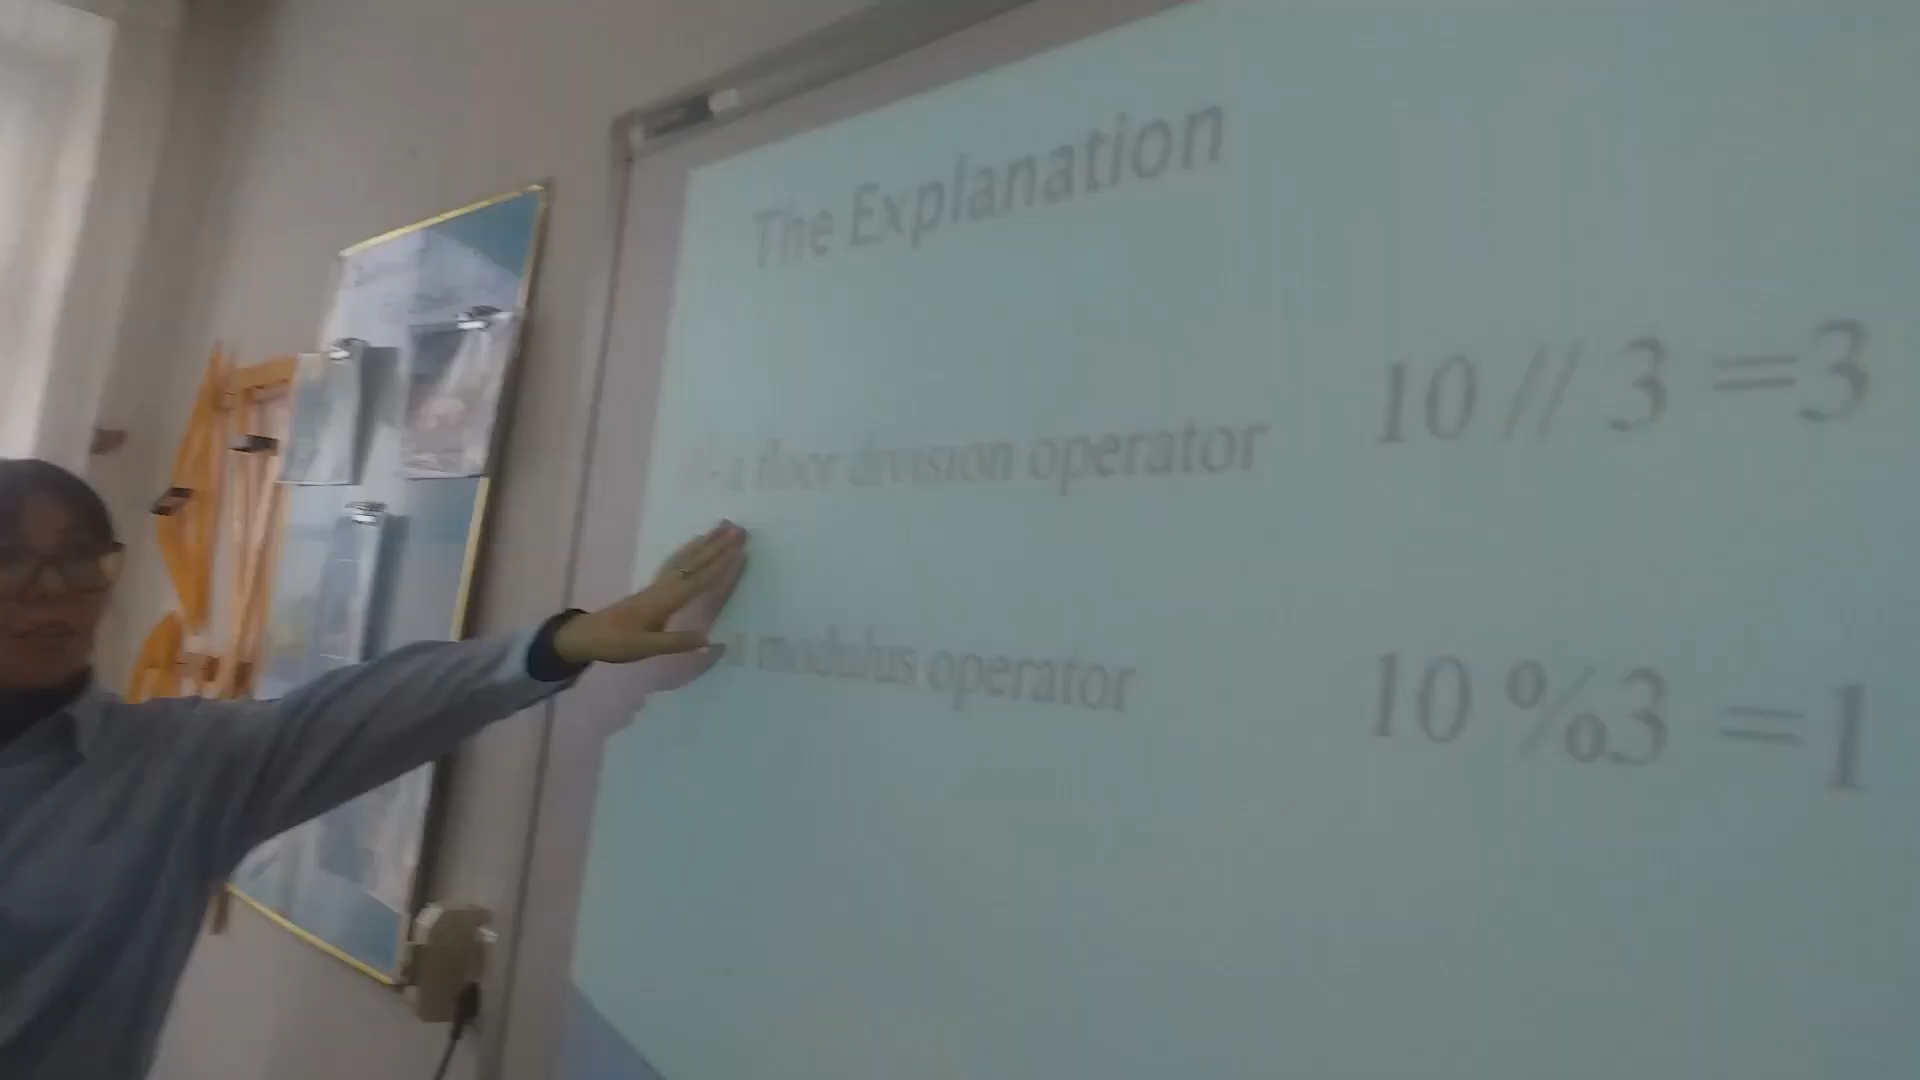 The Explanation
// - a floor division operator
10 // 3 =3
a modulus operator
10 %3 =1